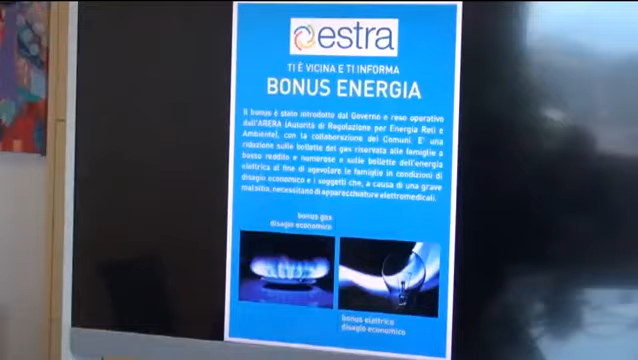 estra
TI È VICINA E TI INFORMA
BONUS ENERGIA
Il bonus è stato introdotto dal Governo e reso operativo
dall'ARERA (Autorità di Regolazione per Energia Reti e
Ambiente), con la collaborazione dei Comuni. E' una
riduzione sulle bollette del gas riservata alle famiglie a
basso reddito e numerose e sulle bollette dell'energia
elettrica al fine di agevolare le famiglie in condizioni di
disagio economico e i soggetti che, a causa di una grave
malattia, necessitano di apparecchiature elettromedicali.
bonus gas
disagio economico
bonus elettrico
disagio economico